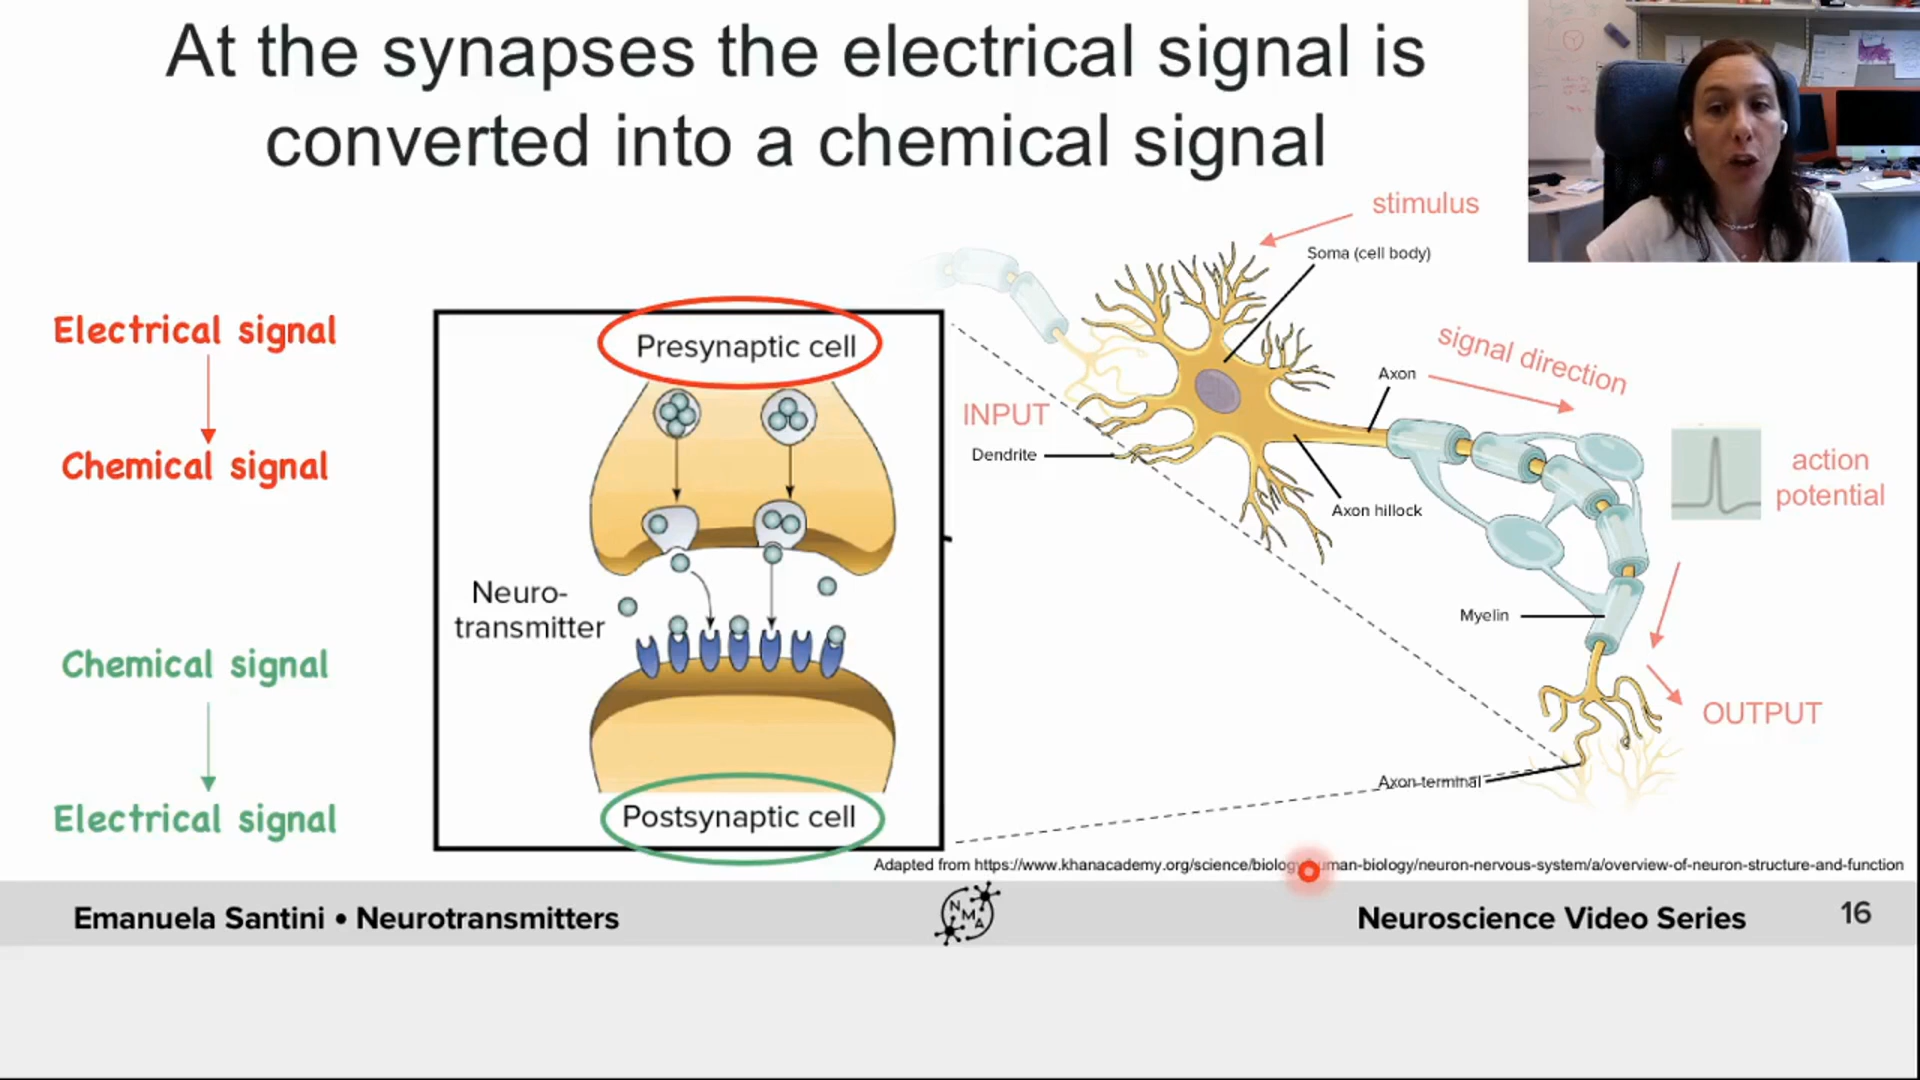 At the synapses the electrical signal is
converted into a chemical signal
stimulus
Soma (cell body)
Electrical signal
Presynaptic cell
signal direction
Axon
INPUT
Dendrite
Chemical signal
action
potential
Axon hillock
Neuro-
transmitter
Myelin
Chemical signal
OUTPUT
Axon terminal
Electrical signal
Postsynaptic cell
Adapted from https://www.khanacademy.org/science/biology/human-biology/neuron-nervous-system/a/overview-of-neuron-structure-and-function
Emanuela Santini • Neurotransmitters
NMA
Neuroscience Video Series
16